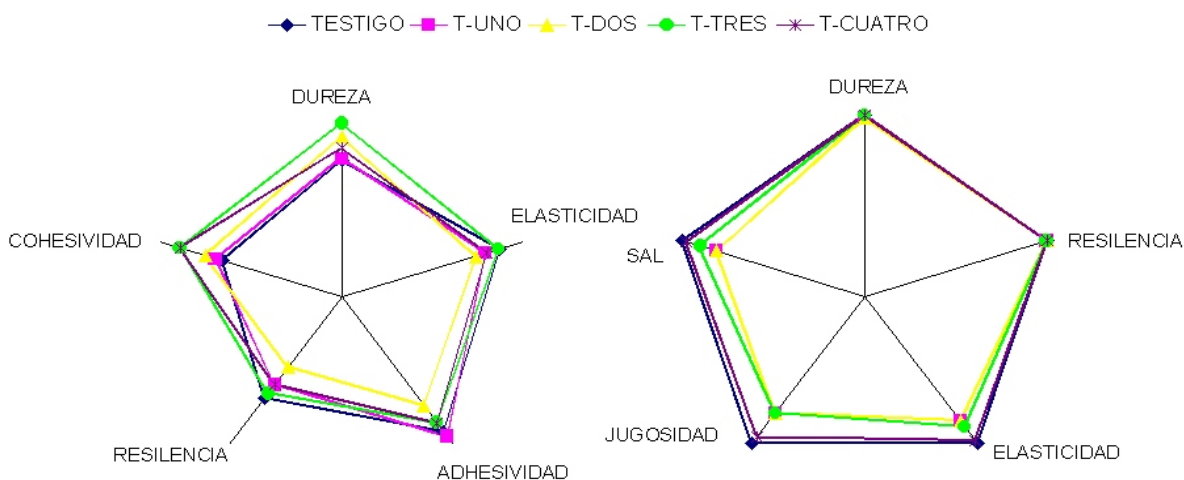 TESTIGO T-UNO T-DOS T-TRES T-CUATRO
DUREZA
ELASTICIDAD
COHESIVIDAD
RESILENCIA
ADHESIVIDAD
DUREZA
RESILENCIA
SAL
JUGOSIDAD
ELASTICIDAD